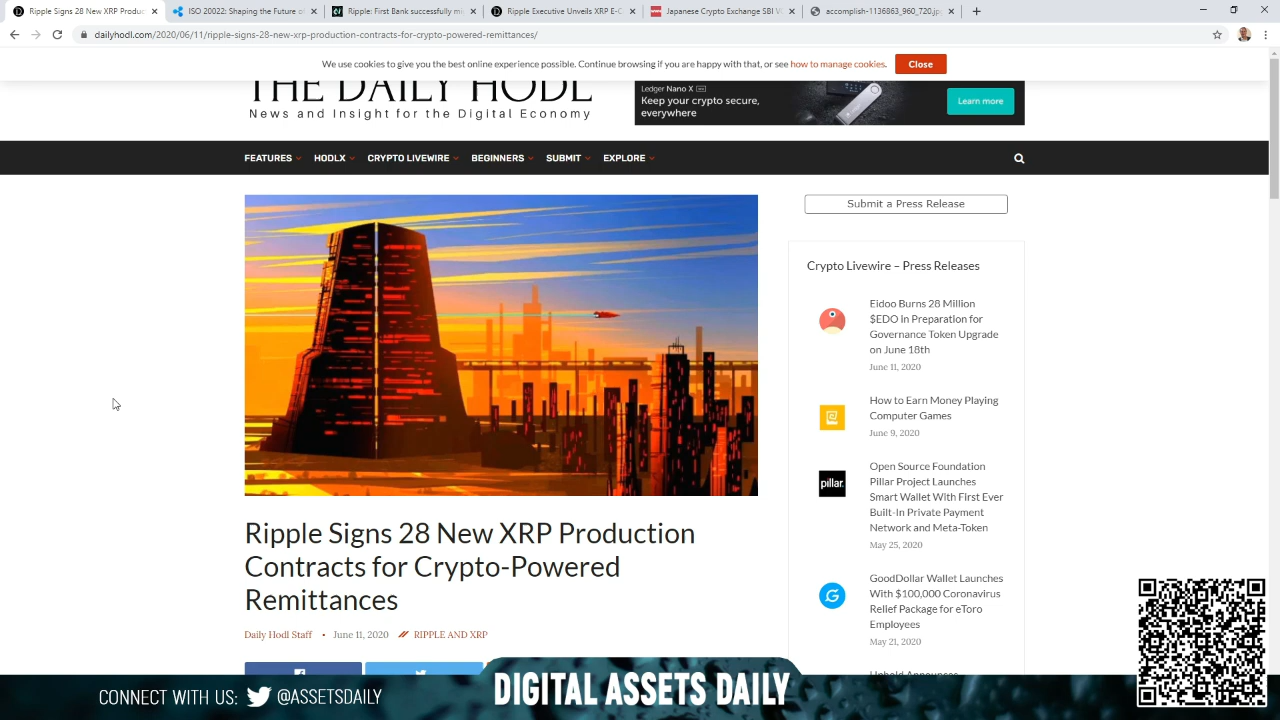 Ripple Signs 28 New XRP Produc
ISO 20022: Shaping the Future o
Ripple: First Bank successfully mi
Ripple Executive Unveils XRP E-C
Japanese Crypto Exchange SBI V
accomplish-1136863_960_720.jp
dailyhodl.com/2020/06/11/ripple-signs-28-new-xrp-production-contracts-for-crypto-powered-remittances/
We use cookies to give you the best online experience possible. Continue browsing if you are happy with that, or see how to manage cookies.
Close
THE DAILY HODL
News and Insight for the Digital Economy
Ledger Nano X
Keep your crypto secure,
everywhere
Learn more
FEATURES HODLX CRYPTO LIVEWIRE BEGINNERS SUBMIT EXPLORE
Submit a Press Release
Crypto Livewire – Press Releases
Eidoo Burns 28 Million
$EDO in Preparation for
Governance Token Upgrade
on June 18th
June 11, 2020
How to Earn Money Playing
Computer Games
June 9, 2020
Open Source Foundation
pillar.
Pillar Project Launches
Smart Wallet With First Ever
Built-In Private Payment
Network and Meta-Token
May 25, 2020
GoodDollar Wallet Launches
With $100,000 Coronavirus
Relief Package for eToro
Employees
May 21, 2020
Uphold Announces
Ripple Signs 28 New XRP Production
Contracts for Crypto-Powered
Remittances
Daily Hodl Staff • June 11, 2020 RIPPLE AND XRP
CONNECT WITH US: @ASSETSDAILY
DIGITAL ASSETS DAILY